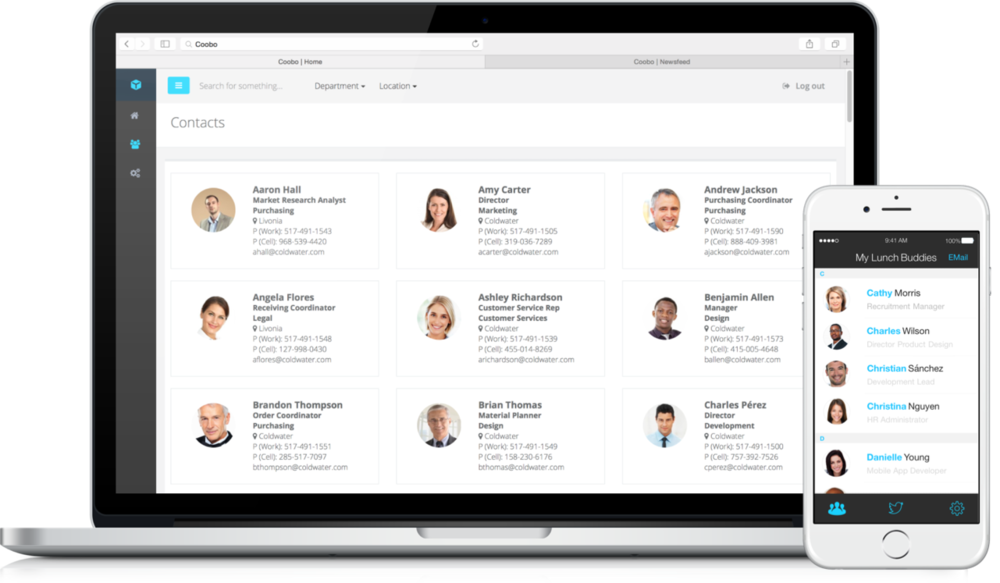 Coobo
Coobo | Home
Coobo | Newsfeed
Search for something...
Department
Location
Log out
Contacts
Aaron Hall
Market Research Analyst
Purchasing
Livonia
P (Work): 517-491-1543
P (Cell): 968-539-4420
ahall@coldwater.com
Amy Carter
Director
Marketing
Coldwater
P (Work): 517-491-1505
P (Cell): 319-036-7289
acarter@coldwater.com
Andrew Jackson
Purchasing Coordinator
Purchasing
Coldwater
P (Work): 517-491-1590
P (Cell): 888-409-3981
ajackson@coldwater.com
Angela Flores
Receiving Coordinator
Legal
Livonia
P (Work): 517-491-1548
P (Cell): 127-998-0430
aflores@coldwater.com
Ashley Richardson
Customer Service Rep
Customer Services
Coldwater
P (Work): 517-491-1539
P (Cell): 455-014-8269
arichardson@coldwater.com
Benjamin Allen
Manager
Design
Coldwater
P (Work): 517-491-1573
P (Cell): 415-005-4648
ballen@coldwater.com
Brandon Thompson
Order Coordinator
Purchasing
Coldwater
P (Work): 517-491-1551
P (Cell): 285-517-7097
bthompson@coldwater.com
Brian Thomas
Material Planner
Design
Coldwater
P (Work): 517-491-1549
P (Cell): 158-230-6176
bthomas@coldwater.com
Charles Pérez
Director
Development
Coldwater
P (Work): 517-491-1500
P (Cell): 757-392-7526
cperez@coldwater.com
9:41 AM
100%
My Lunch Buddies
EMail
C
Cathy Morris
Recruitment Manager
Charles Wilson
Director Product Design
Christian Sánchez
Development Lead
Christina Nguyen
HR Administrator
D
Danielle Young
Mobile App Developer